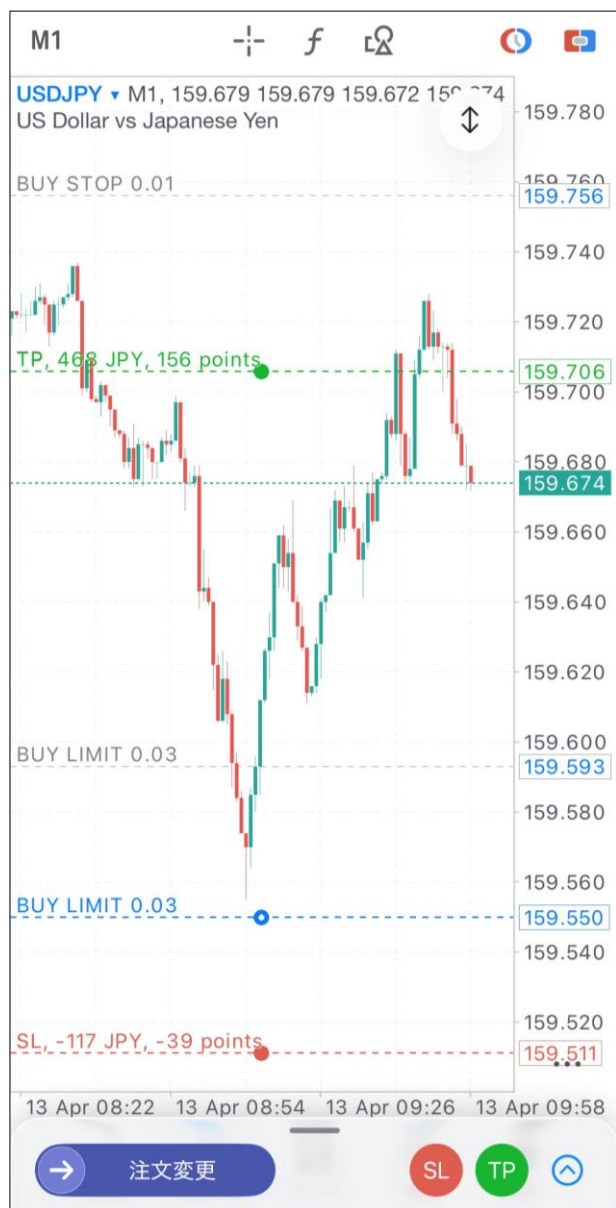 M1
USDJPY ▾ M1, 159.679 159.679 159.672 159.674
US Dollar vs Japanese Yen
159.780
BUY STOP 0.01
159.760
159.756
159.740
159.720
TP, 468 JPY, 156 points
159.706
159.700
159.680
159.674
159.660
159.640
159.620
159.600
BUY LIMIT 0.03
159.593
159.580
159.560
BUY LIMIT 0.03
159.550
159.540
159.520
SL, -117 JPY, -39 points
159.511
13 Apr 08:22 13 Apr 08:54 13 Apr 09:26 13 Apr 09:58
注文変更
SL
TP